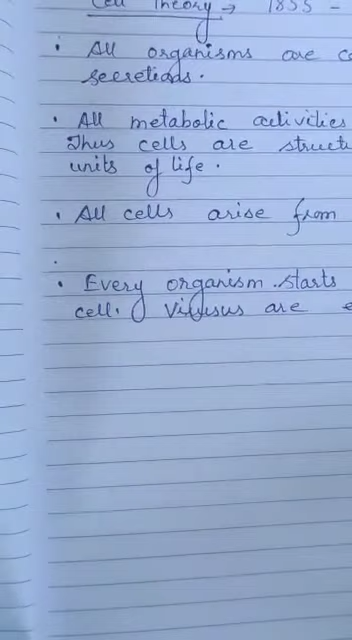 Cell Theory → 1855 -
• All organisms are c
secretions.
• All metabolic activities
Thus cells are struct
units of life.
• All cells arise from
•
• Every organism starts
cell. Virusus are